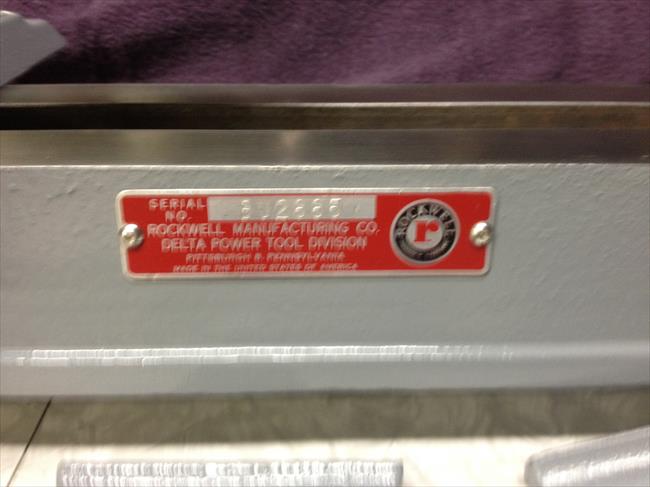 SERIAL
NO.
ROCKWELL MANUFACTURING CO.
DELTA POWER TOOL DIVISION
PITTSBURGH 8, PENNSYLVANIA
MADE IN THE UNITED STATES OF AMERICA
ROCKWELL
r